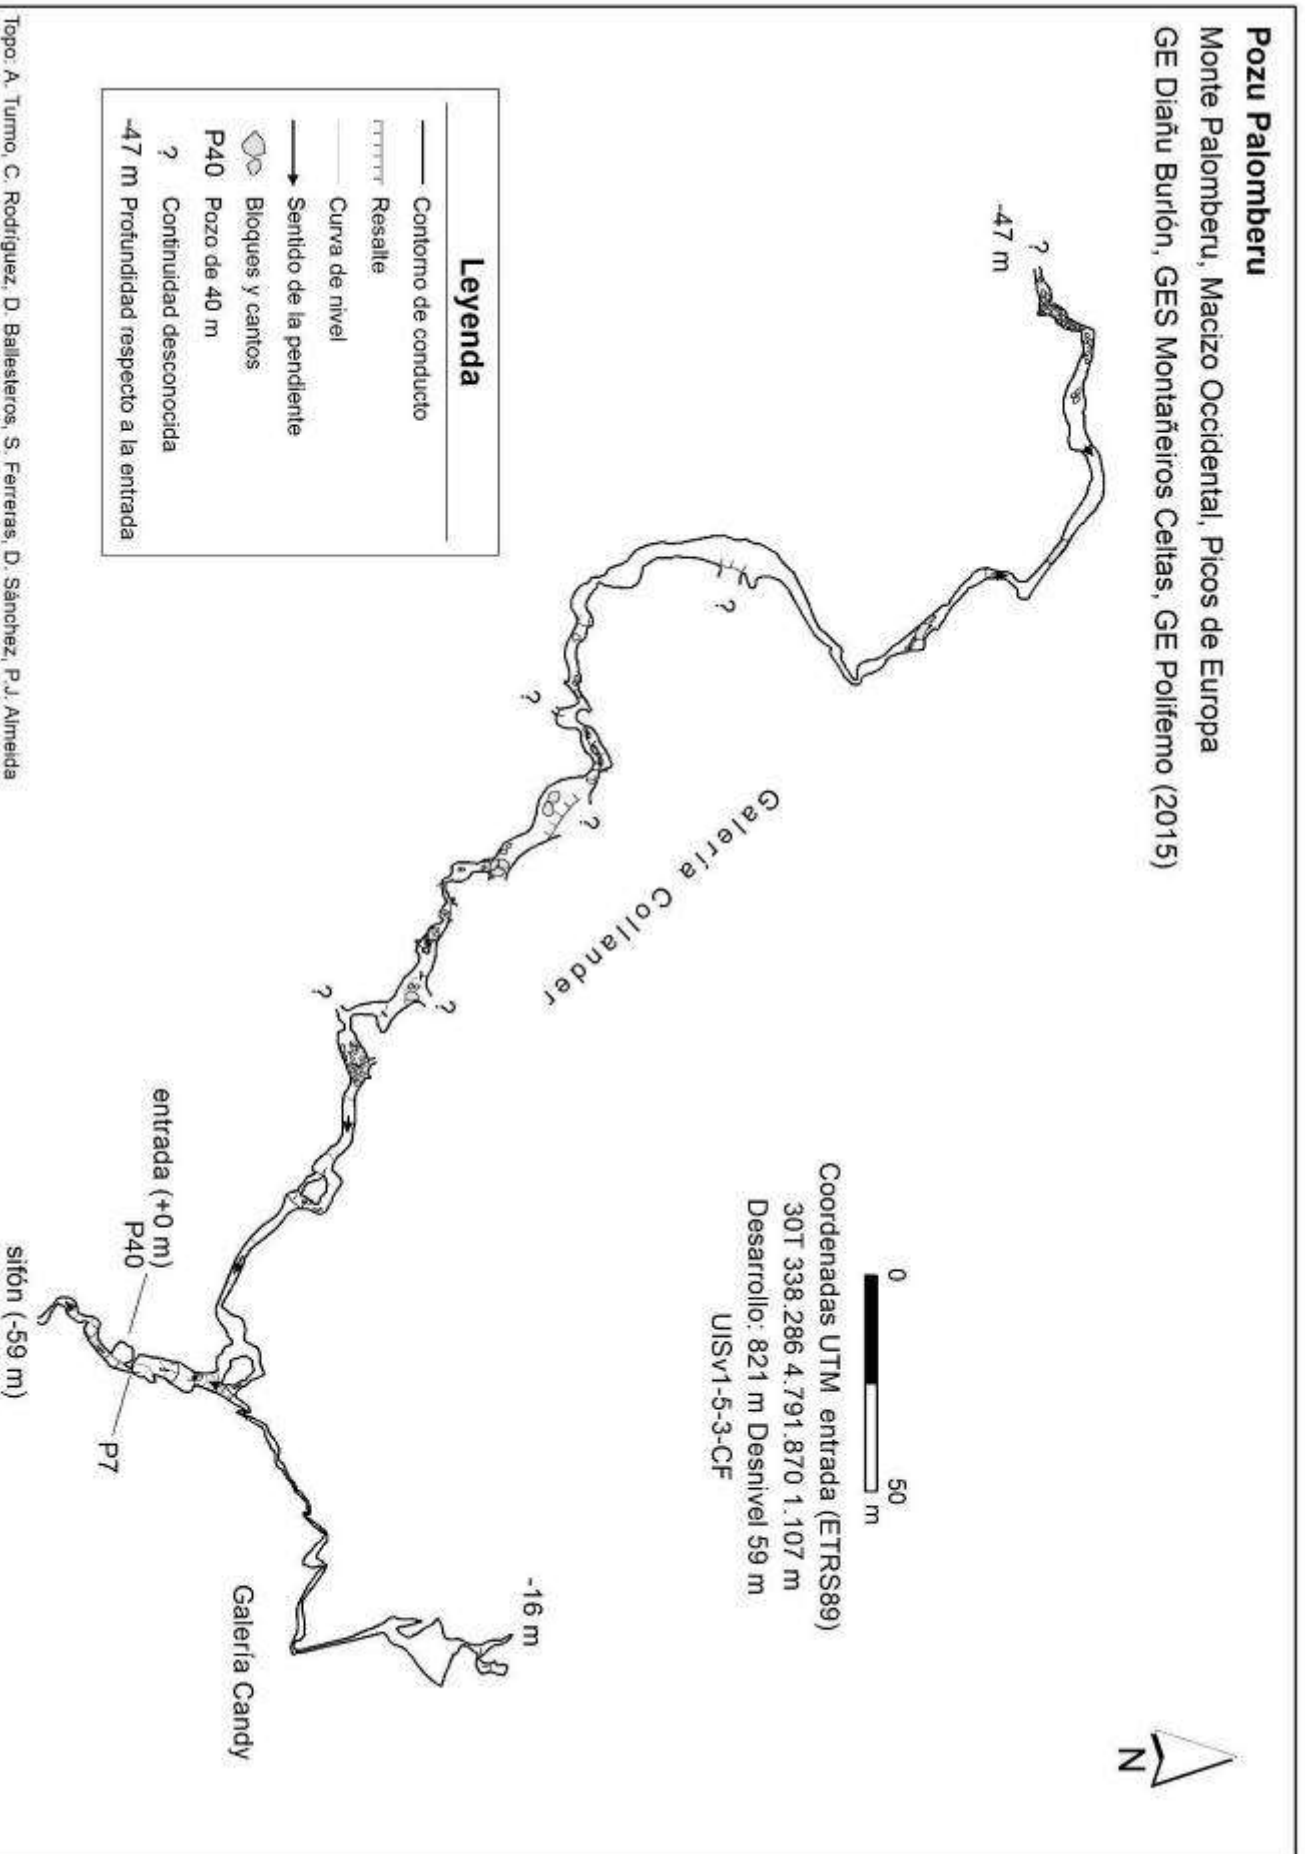 Pozu Palomberu
Monte Palomberu, Macizo Occidental, Picos de Europa
GE Diañu Burlón, GES Montañeiros Celtas, GE Polifemo (2015)
N
0 50
m
Coordenadas UTM entrada (ETRS89)
30T 338.286 4.791.870 1.107 m
Desarrollo: 821 m Desnivel 59 m
UISv1-5-3-CF
?
-47 m
?
Galería Collander
?
?
?
?
-16 m
Galería Candy
entrada (+0 m)
P40
P7
sifón (-59 m)
Leyenda
Contorno de conducto
Resalte
Curva de nivel
Sentido de la pendiente
Bloques y cantos
P40 Pozo de 40 m
? Continuidad desconocida
-47 m Profundidad respecto a la entrada
Topo: A. Turmo, C. Rodríguez, D. Ballesteros, S. Ferreras, D. Sánchez, P.J. Almeida